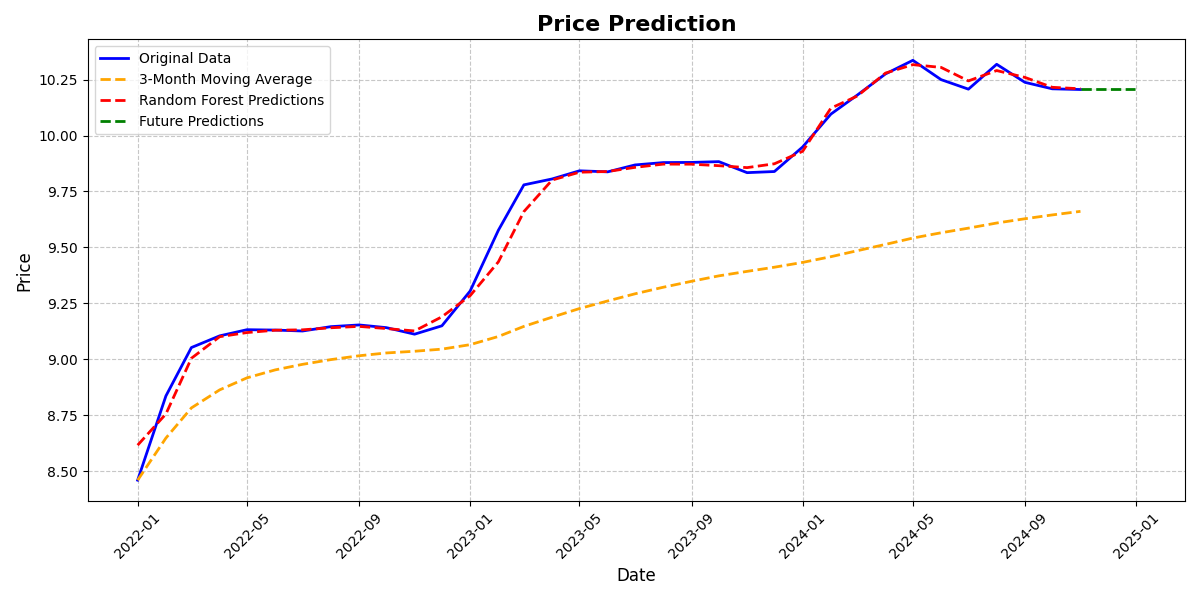 Price Prediction
Original Data
3-Month Moving Average
Random Forest Predictions
Future Predictions
Price
10.25
10.00
9.75
9.50
9.25
9.00
8.75
8.50
2022-01
2022-05
2022-09
2023-01
2023-05
2023-09
2024-01
2024-05
2024-09
2025-01
Date